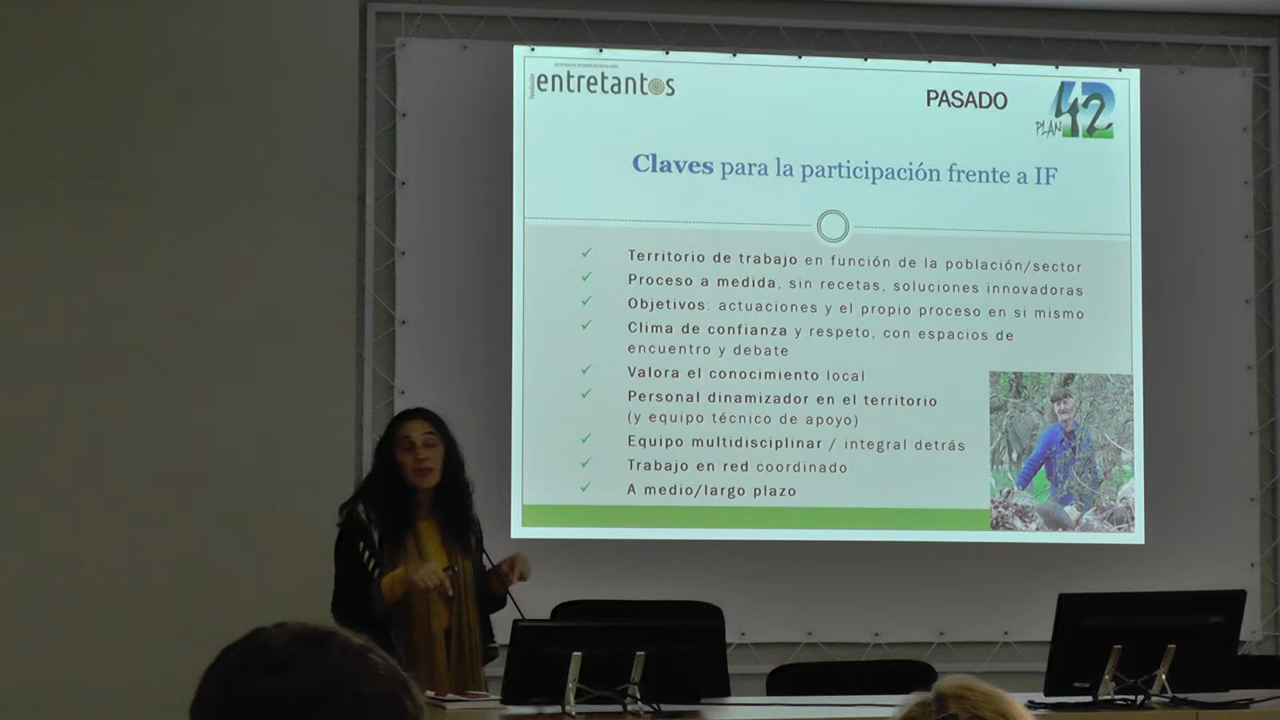 fundación
entretantos
PASADO
PLAN 42
Claves para la participación frente a IF
✓ Territorio de trabajo en función de la población/sector
✓ Proceso a medida, sin recetas, soluciones innovadoras
✓ Objetivos: actuaciones y el propio proceso en si mismo
✓ Clima de confianza y respeto, con espacios de
encuentro y debate
✓ Valora el conocimiento local
✓ Personal dinamizador en el territorio
(y equipo técnico de apoyo)
✓ Equipo multidisciplinar / integral detrás
✓ Trabajo en red coordinado
✓ A medio/largo plazo